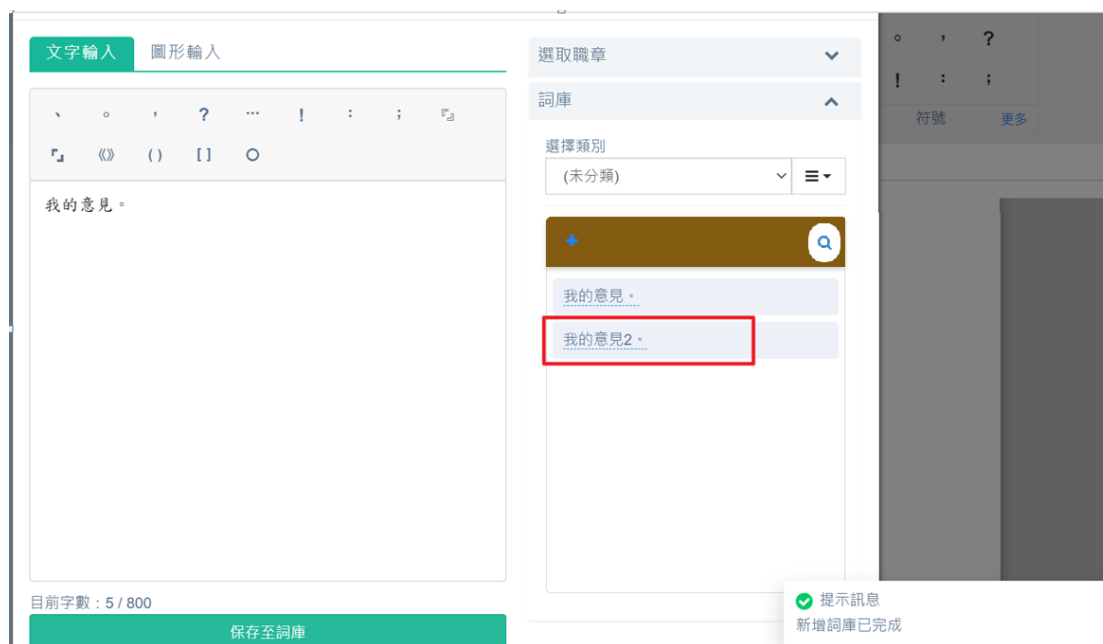 文字輸入 圖形輸入
、 。 , ? … ! : ; 『』
「」 《》 ( ) [ ] ○
我的意見。
目前字數:5 / 800
保存至詞庫
選取職章
詞庫
選擇類別
(未分類)
我的意見。
我的意見2。
。 , ?
! : ;
符號 更多
提示訊息
新增詞庫已完成